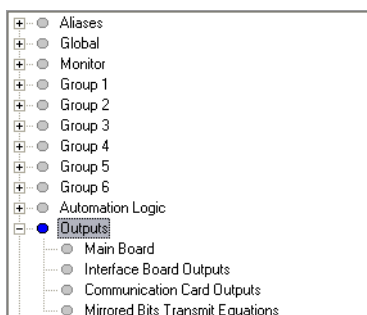 Aliases
Global
Monitor
Group 1
Group 2
Group 3
Group 4
Group 5
Group 6
Automation Logic
Outputs
Main Board
Interface Board Outputs
Communication Card Outputs
Mirrored Bits Transmit Equations